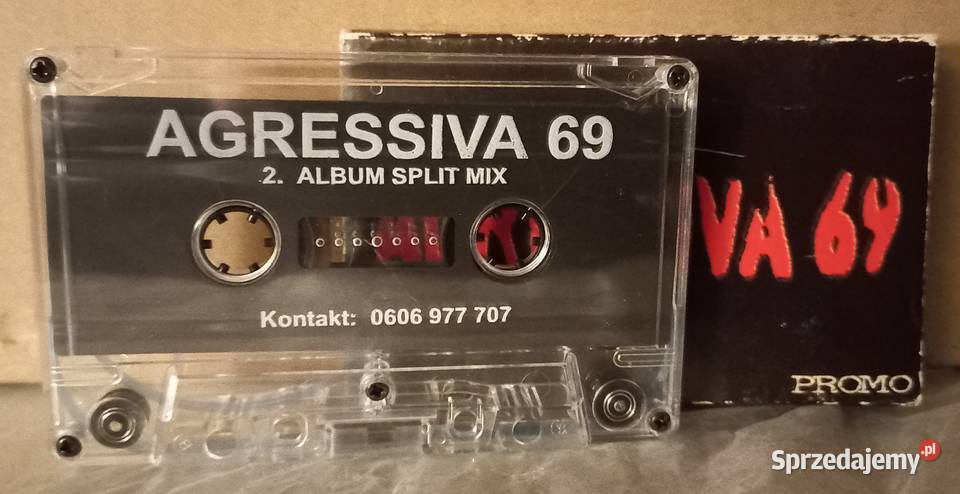 AGRESSIVA 69
2. ALBUM SPLIT MIX
Kontakt: 0606 977 707
VA 69
PROMO
Sprzedajemy.pl